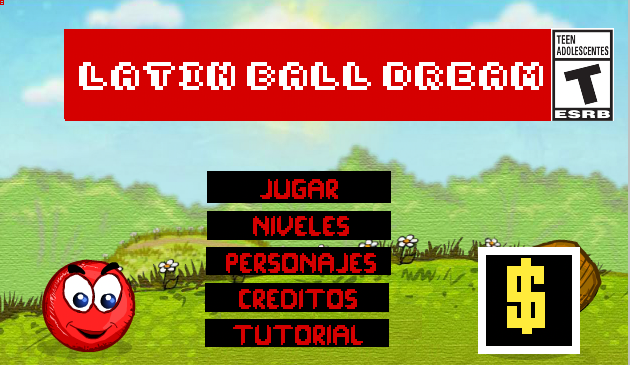 LATIN BALL DREAM
TEEN
ADOLESCENTES
T
ESRB
JUGAR
NIVELES
PERSONAJES
CREDITOS
TUTORIAL
$